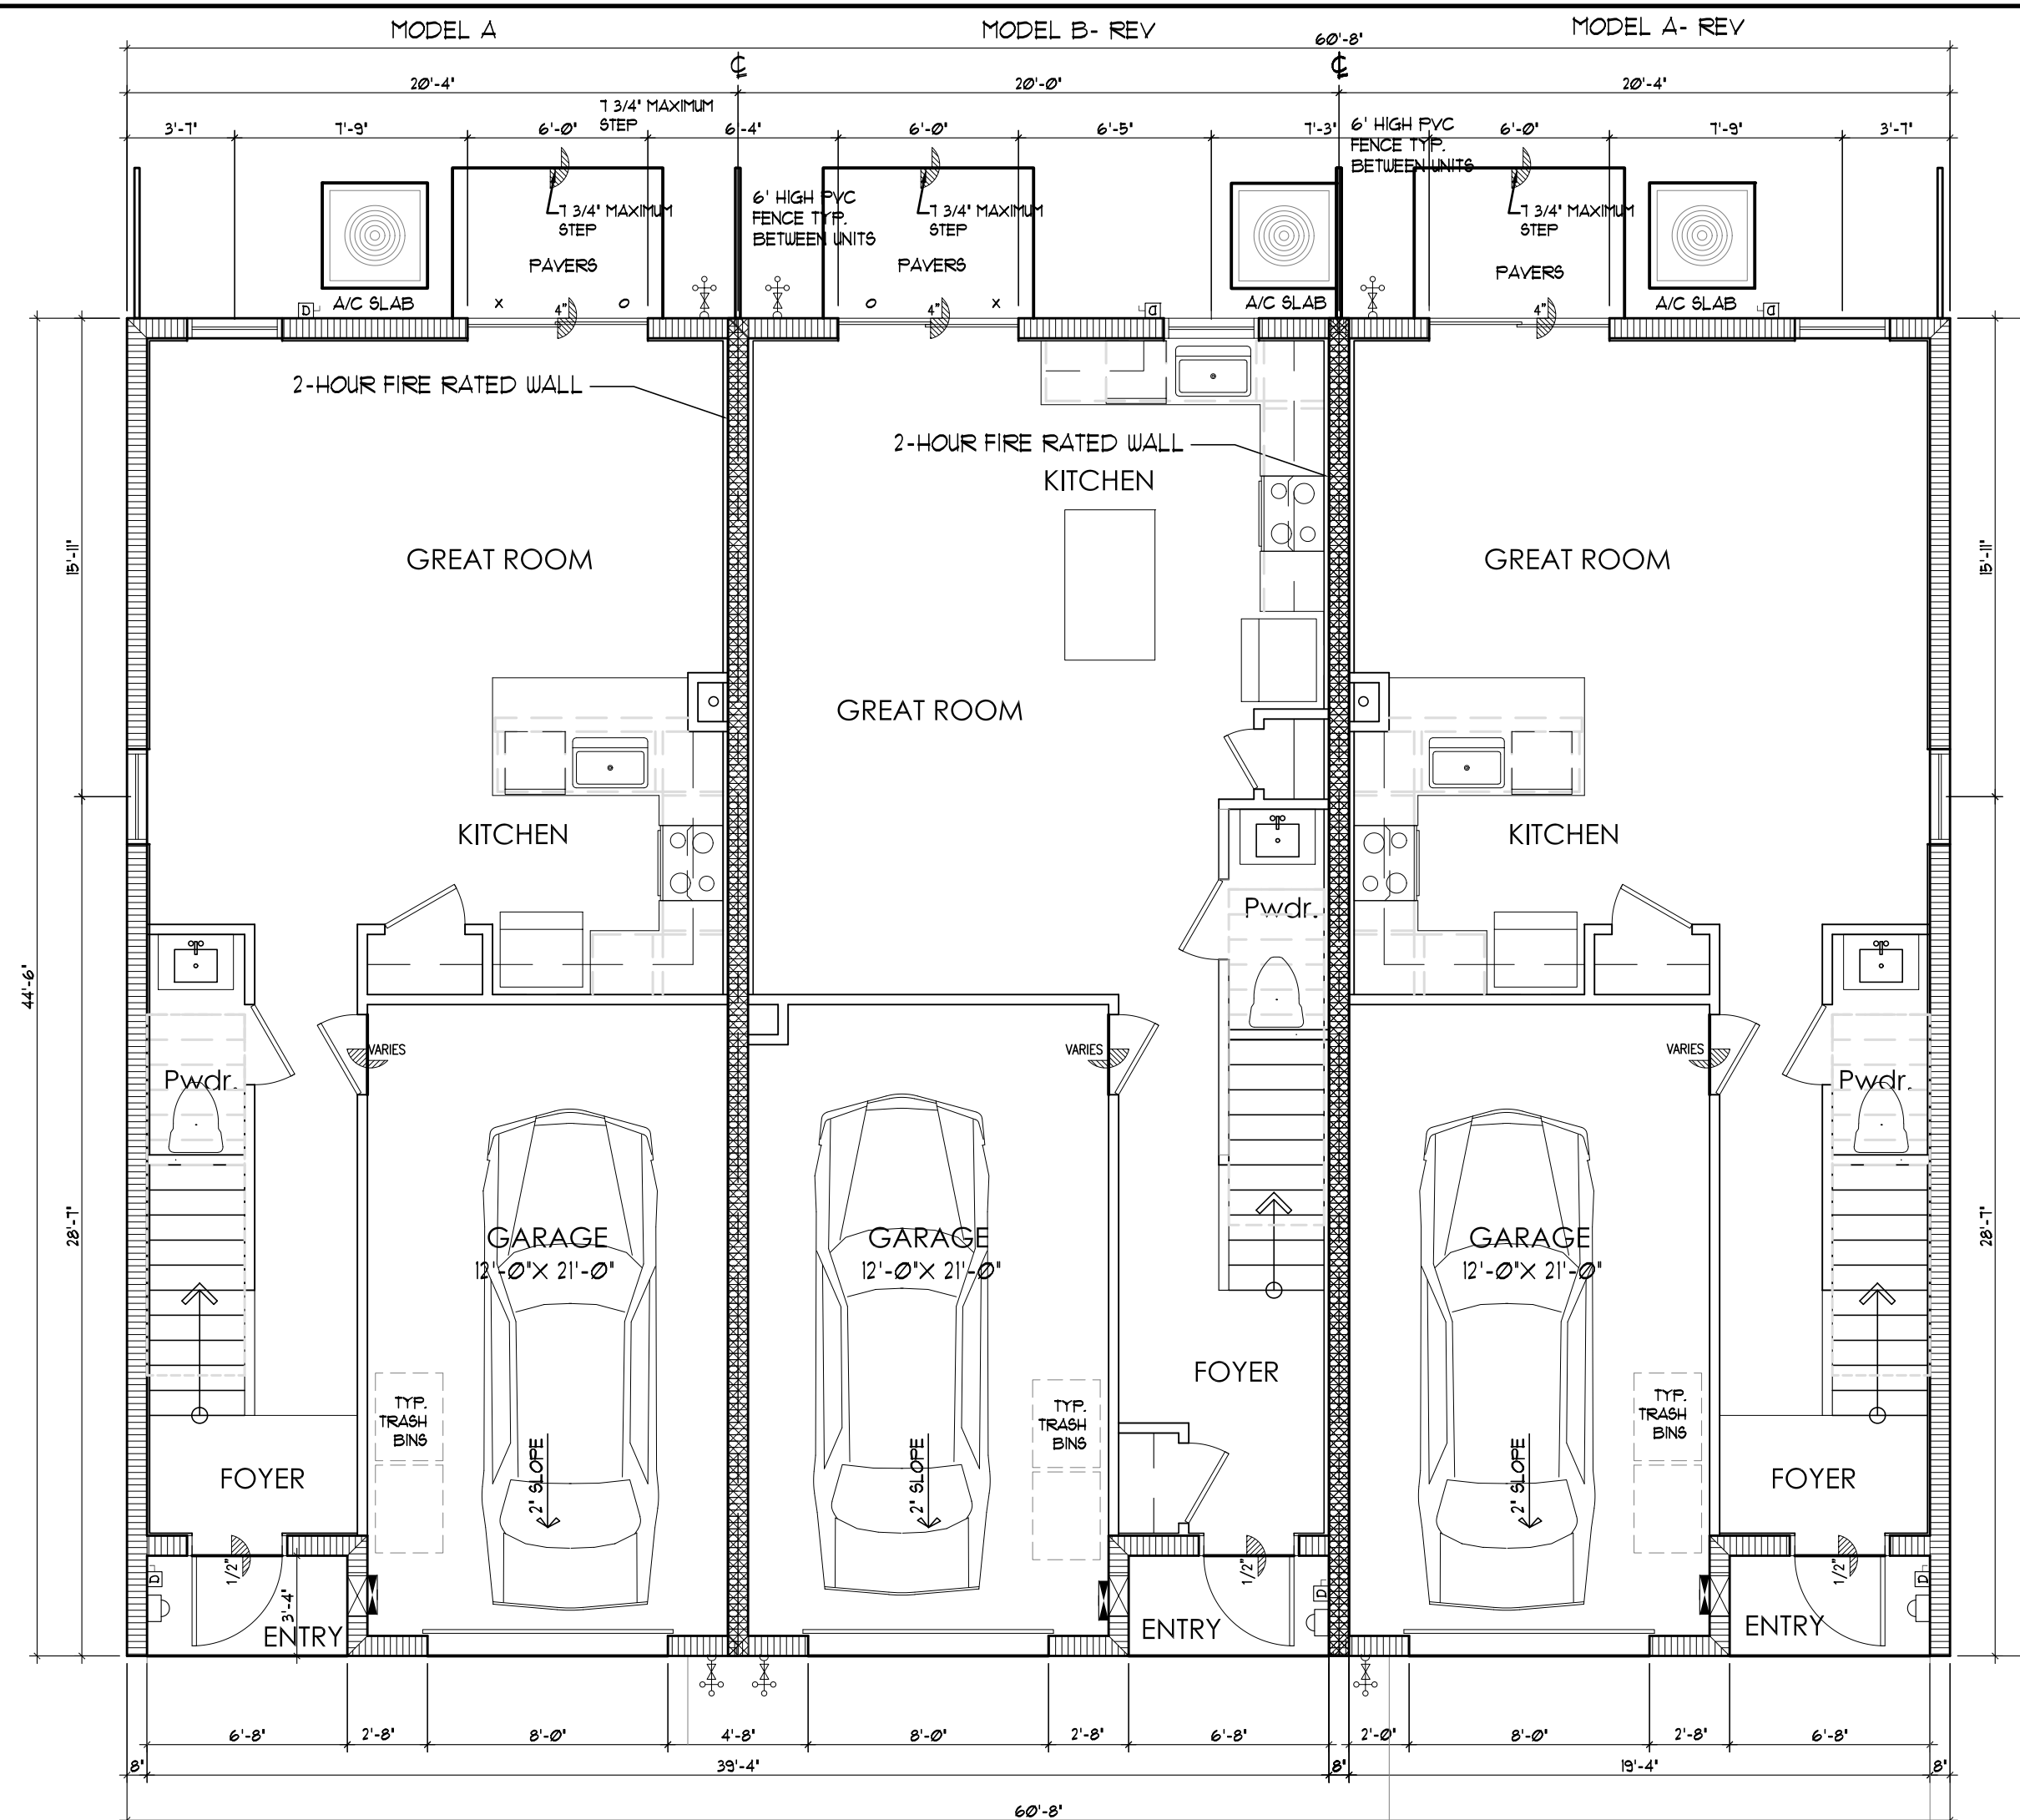 MODEL A
MODEL B- REV
MODEL A- REV
60'-8"
℄
℄
20'-4"
20'-0"
20'-4"
7 3/4" MAXIMUM
STEP
3'-7"
7'-9"
6'-0"
6'-4"
6'-0"
6'-5"
7'-3"
6' HIGH PVC
FENCE TYP.
BETWEEN UNITS
6'-0"
7'-9"
3'-7"
7 3/4" MAXIMUM
STEP
PAVERS
6' HIGH PVC
FENCE TYP.
BETWEEN UNITS
7 3/4" MAXIMUM
STEP
PAVERS
7 3/4" MAXIMUM
STEP
PAVERS
D
A/C SLAB
X
4"
O
O
4"
X
D
A/C SLAB
4"
A/C SLAB
D
2-HOUR FIRE RATED WALL
2-HOUR FIRE RATED WALL
KITCHEN
15'-11"
GREAT ROOM
GREAT ROOM
15'-11"
GREAT ROOM
KITCHEN
KITCHEN
Pwdr.
44'-6"
VARIES
VARIES
VARIES
Pwdr.
Pwdr.
28'-7"
GARAGE
12'-0"X 21'-0"
GARAGE
12'-0"X 21'-0"
GARAGE
12'-0"X 21'-0"
28'-7"
FOYER
TYP.
TRASH
BINS
TYP.
TRASH
BINS
TYP.
TRASH
BINS
2" SLOPE
2" SLOPE
2" SLOPE
FOYER
FOYER
D
1/2"
3'-4"
ENTRY
1/2"
D
ENTRY
1/2"
D
ENTRY
6'-8"
2'-8"
8'-0"
4'-8"
8'-0"
2'-8"
6'-8"
2'-0"
8'-0"
2'-8"
6'-8"
8"
39'-4"
8"
19'-4"
8"
60'-8"